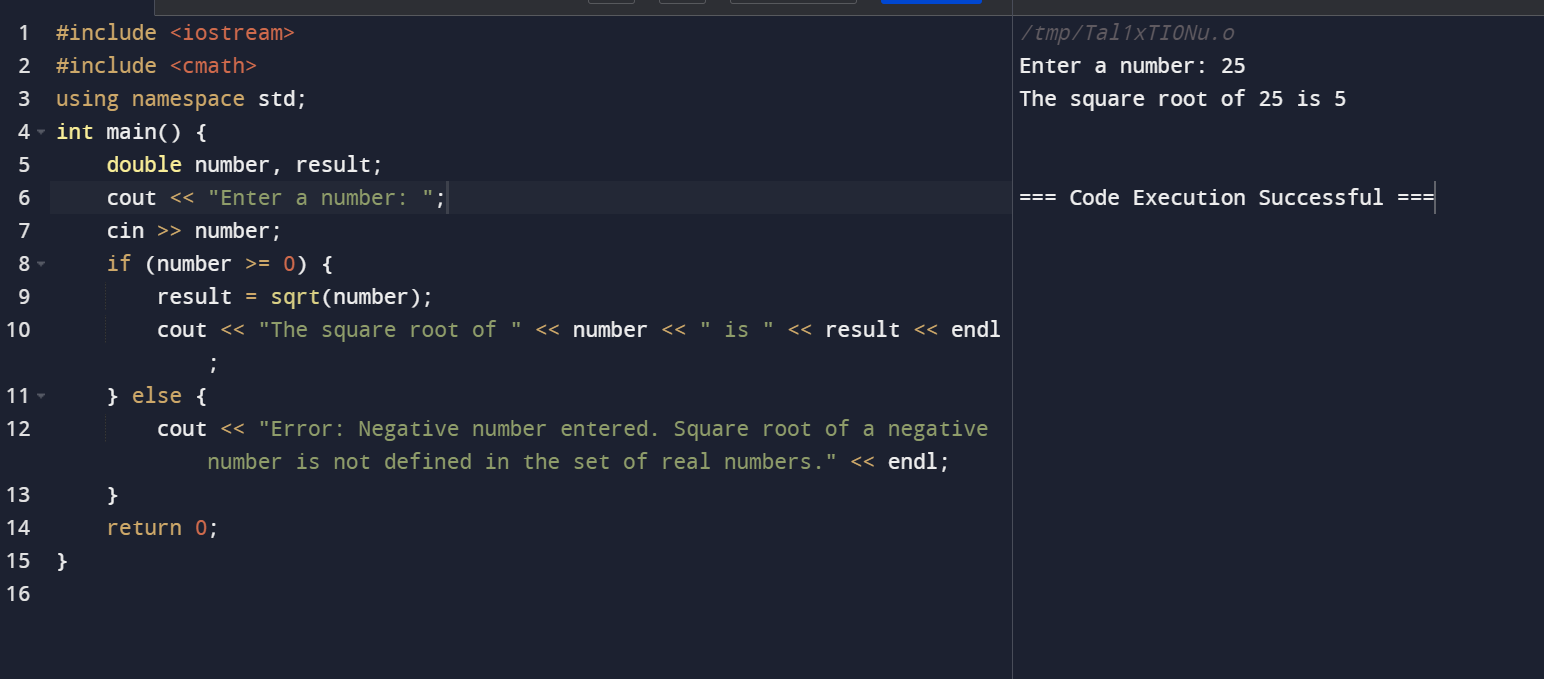 1 #include <iostream>
2 #include <cmath>
3 using namespace std;
4 int main() {
5     double number, result;
6     cout << "Enter a number: ";
7     cin >> number;
8     if (number >= 0) {
9         result = sqrt(number);
10         cout << "The square root of " << number << " is " << result << endl
;
11     } else {
12         cout << "Error: Negative number entered. Square root of a negative
number is not defined in the set of real numbers." << endl;
13     }
14     return 0;
15 }
16
/tmp/Tal1xTIONu.o
Enter a number: 25
The square root of 25 is 5
=== Code Execution Successful ===